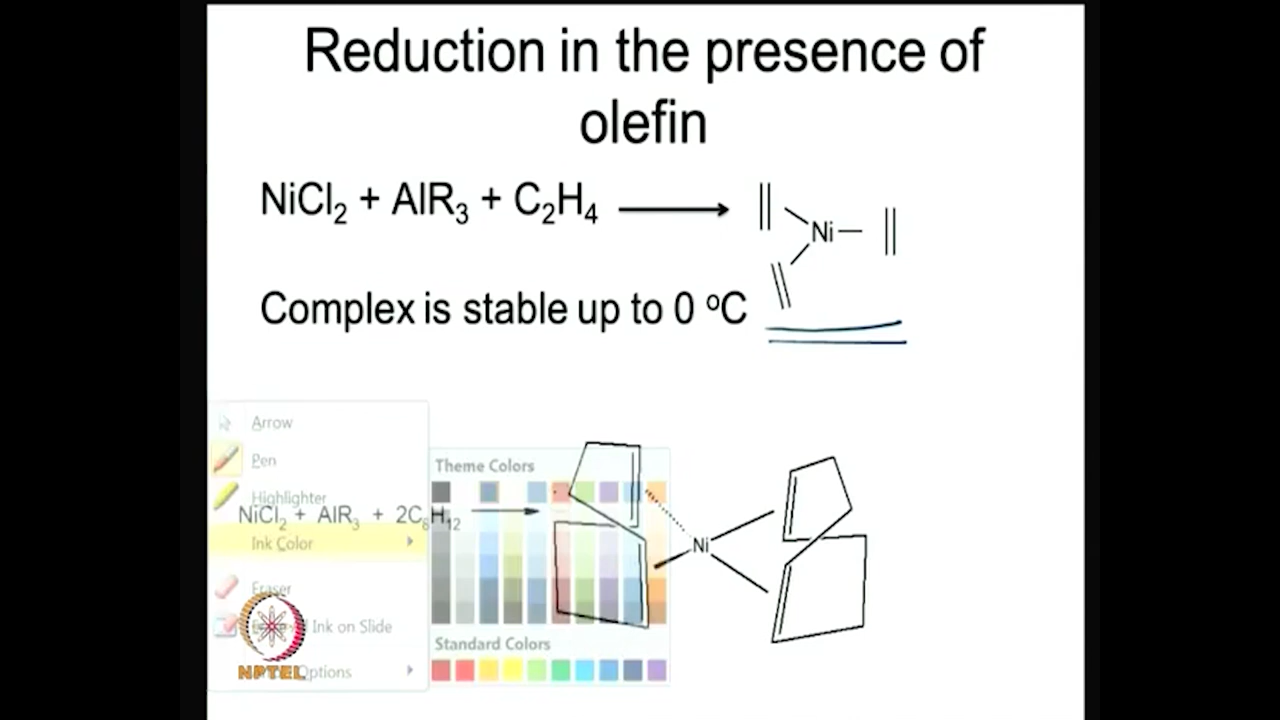 Reduction in the presence of
olefin
NiCl₂ + AlR₃ + C₂H₄
Ni
Complex is stable up to 0 °C
Arrow
Pen
Theme Colors
Highlighter
NiCl₂ + AlR₃ + 2C₈H₁₂
Ni
Ink Color
Eraser
Ink on Slide
Standard Colors
NPTEL
Options